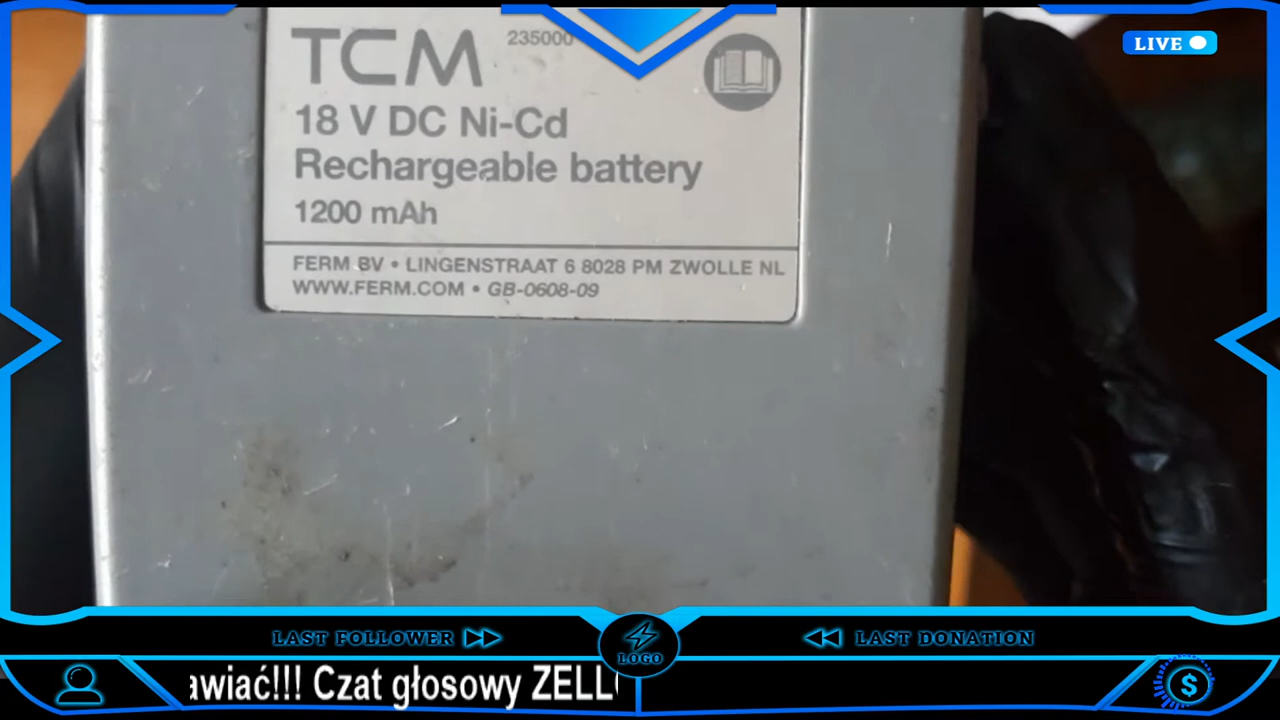 TCM 235000
LIVE
18 V DC Ni-Cd
Rechargeable battery
1200 mAh
FERM BV • LINGENSTRAAT 6 8028 PM ZWOLLE NL
WWW.FERM.COM • GB-0608-09
LAST FOLLOWER
LOGO
LAST DONATION
awiać!!! Czat głosowy ZELL
$